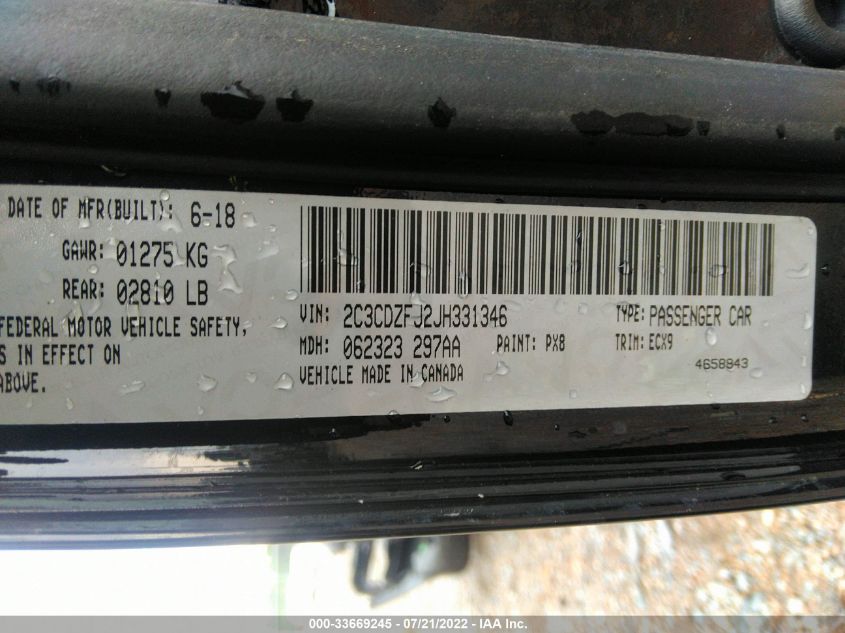 DATE OF MFR(BUILT): 6-18
GAWR: 01275 KG
REAR: 02810 LB
FEDERAL MOTOR VEHICLE SAFETY,
S IN EFFECT ON
ABOVE.
VIN: 2C3CDZFJ2JH331346 TYPE: PASSENGER CAR
MDH: 062323 297AA PAINT: PX8 TRIM: ECX9
VEHICLE MADE IN CANADA 4658843
000-33669245 - 07/21/2022 - IAA Inc.